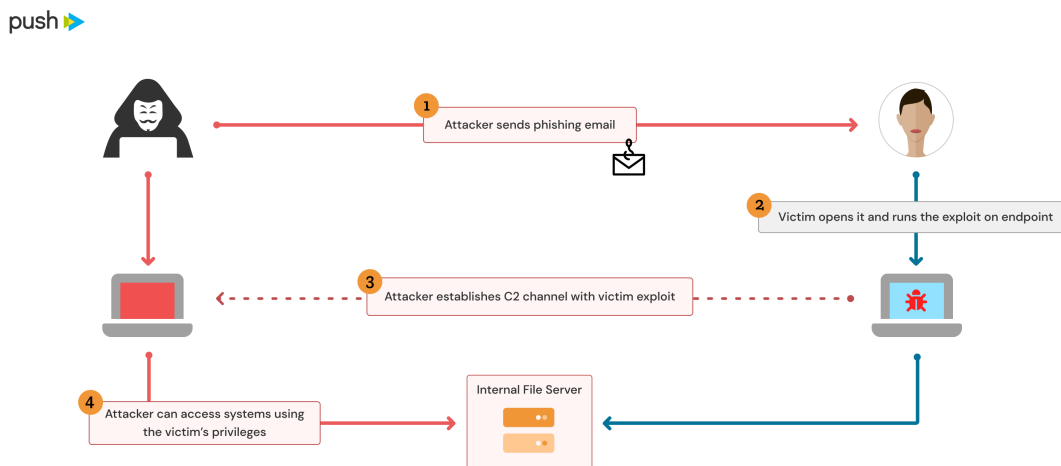 push
1
Attacker sends phishing email
2
Victim opens it and runs the exploit on endpoint
3
Attacker establishes C2 channel with victim exploit
Internal File Server
4
Attacker can access systems using
the victim's privileges